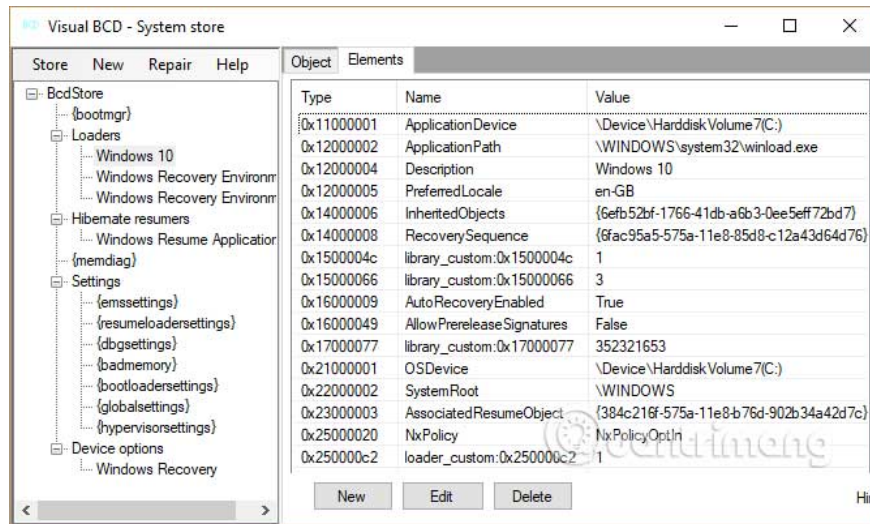 Visual BCD - System store
Store New Repair Help
BcdStore
{bootmgr}
Loaders
Windows 10
Windows Recovery Environm
Windows Recovery Environm
Hibernate resumers
Windows Resume Application
{memdiag}
Settings
{emssettings}
{resumeloadersettings}
{dbgsettings}
{badmemory}
{bootloadersettings}
{globalsettings}
{hypervisorsettings}
Device options
Windows Recovery
Object Elements
Type Name Value
0x11000001 ApplicationDevice \Device\HarddiskVolume7(C:)
0x12000002 ApplicationPath \WINDOWS\system32\winload.exe
0x12000004 Description Windows 10
0x12000005 PreferredLocale en-GB
0x14000006 InheritedObjects {6efb52bf-1766-41db-a6b3-0ee5eff72bd7}
0x14000008 RecoverySequence {6fac95a5-575a-11e8-85d8-c12a43d64d76}
0x1500004c library_custom:0x1500004c 1
0x15000066 library_custom:0x15000066 3
0x16000009 AutoRecoveryEnabled True
0x16000049 AllowPrereleaseSignatures False
0x17000077 library_custom:0x17000077 352321653
0x21000001 OSDevice \Device\HarddiskVolume7(C:)
0x22000002 SystemRoot \WINDOWS
0x23000003 AssociatedResumeObject {384c216f-575a-11e8-b76d-902b34a42d7c}
0x25000020 NxPolicy NxPolicyOptIn
0x250000c2 loader_custom:0x250000c2 1
quantrimang
New Edit Delete Hi